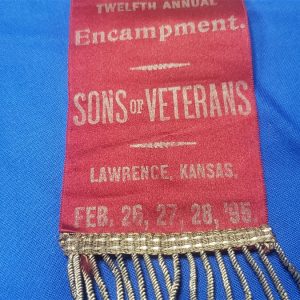 TWELFTH ANNUAL
Encampment.
SONS OF VETERANS
LAWRENCE, KANSAS.
FEB. 26, 27, 28, '95.